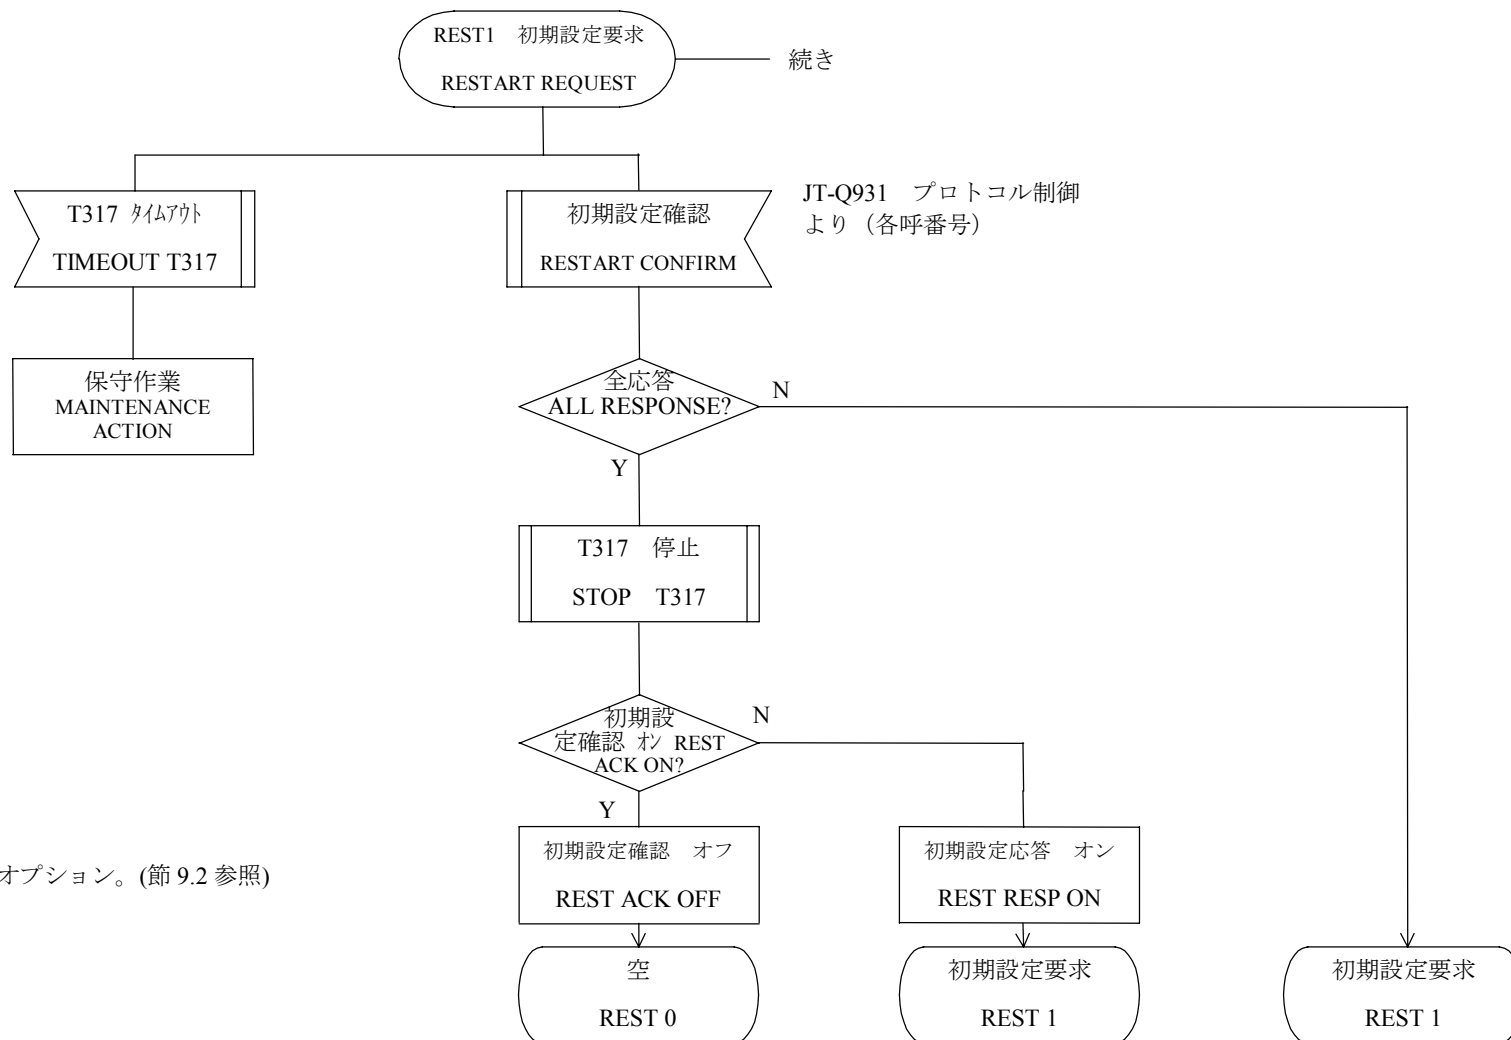 REST1　初期設定要求
RESTART REQUEST
続き
T317 ﾀｲﾑｱｳﾄ
TIMEOUT T317
初期設定確認
RESTART CONFIRM
JT-Q931　プロトコル制御
より（各呼番号）
保守作業
MAINTENANCE
ACTION
全応答
ALL RESPONSE?
N
Y
T317　停止
STOP　T317
初期設
定確認 ｵﾝ REST
ACK ON?
N
Y
初期設定確認　オフ
REST ACK OFF
初期設定応答　オン
REST RESP ON
オプション。(節 9.2 参照)
空
REST 0
初期設定要求
REST 1
初期設定要求
REST 1